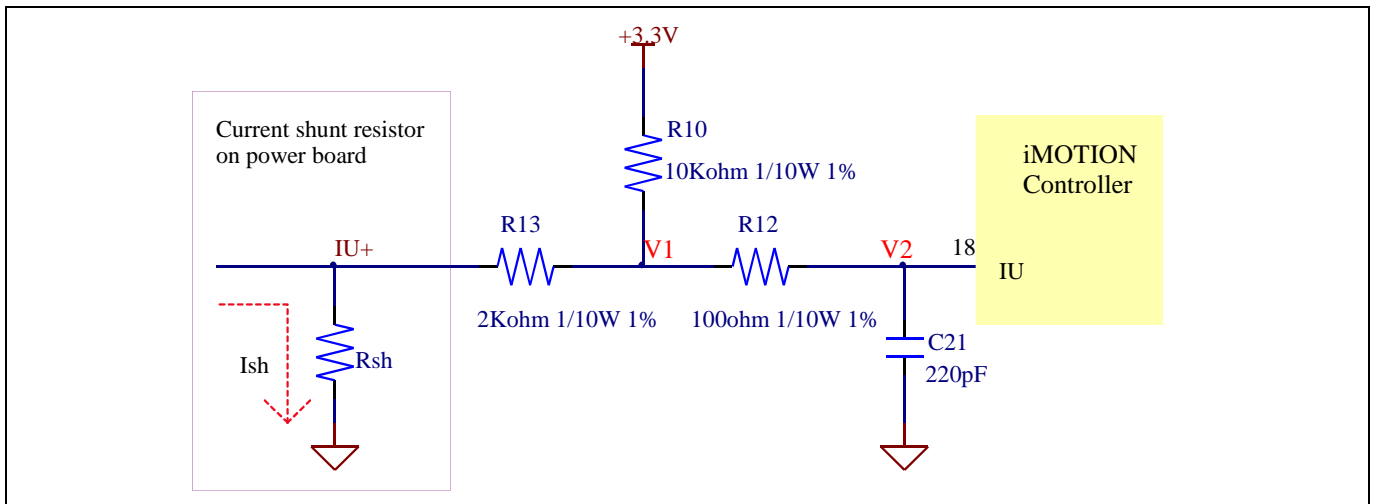 +3.3V
Current shunt resistor
on power board
R10
10Kohm 1/10W 1%
iMOTION
Controller
IU+
R13
V1
R12
V2
18
IU
2Kohm 1/10W 1%
100ohm 1/10W 1%
Ish
Rsh
C21
220pF